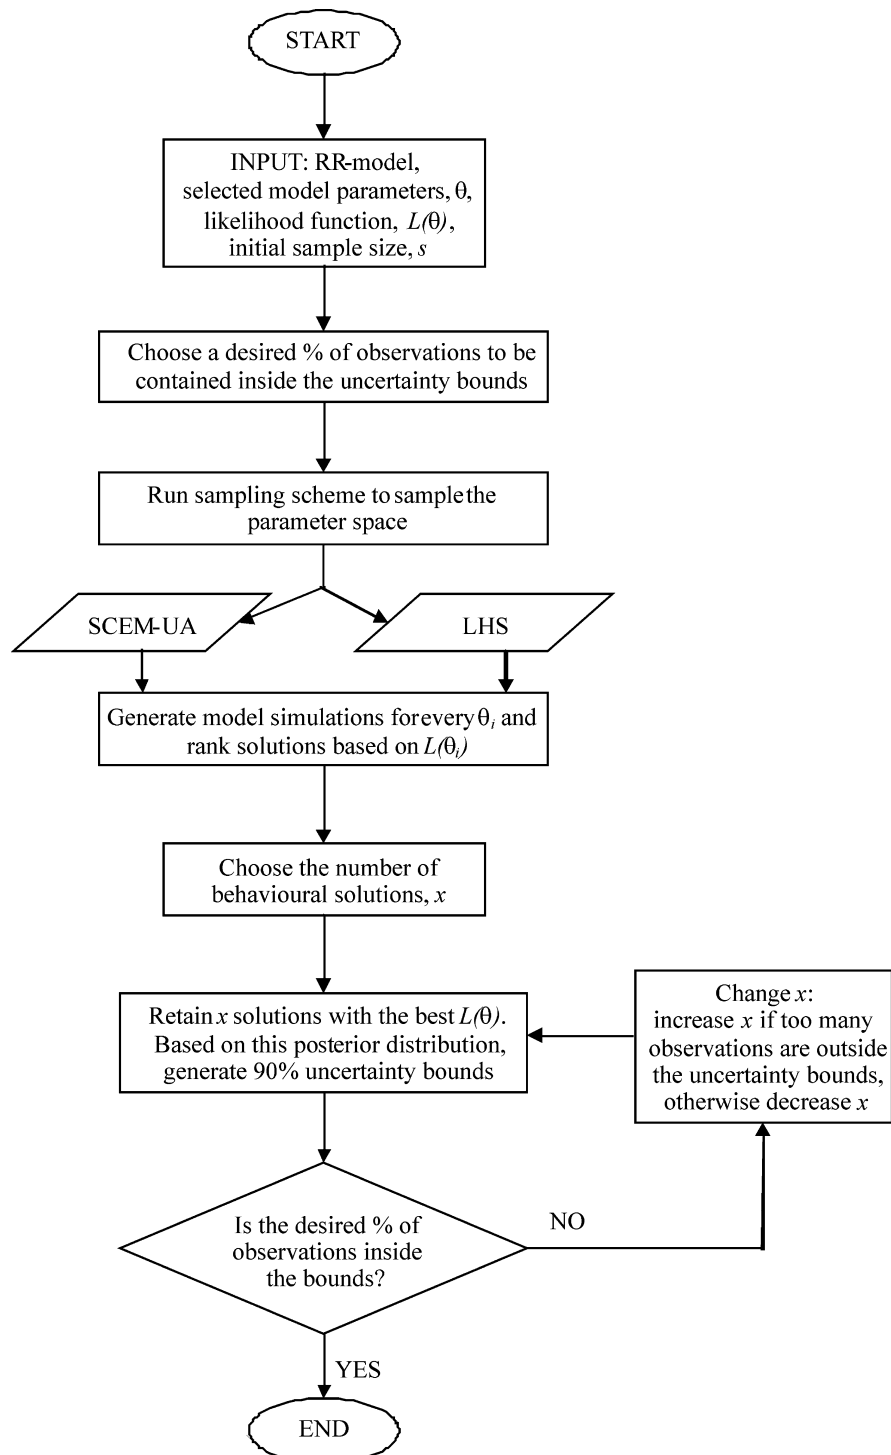 START
INPUT: RR-model,
selected model parameters, θ,
likelihood function, L(θ),
initial sample size, s
Choose a desired % of observations to be
contained inside the uncertainty bounds
Run sampling scheme to sample the
parameter space
SCEM-UA
LHS
Generate model simulations for every θi and
rank solutions based on L(θi)
Choose the number of
behavioural solutions, x
Retain x solutions with the best L(θ).
Based on this posterior distribution,
generate 90% uncertainty bounds
Change x:
increase x if too many
observations are outside
the uncertainty bounds,
otherwise decrease x
Is the desired % of
observations inside
the bounds?
NO
YES
END